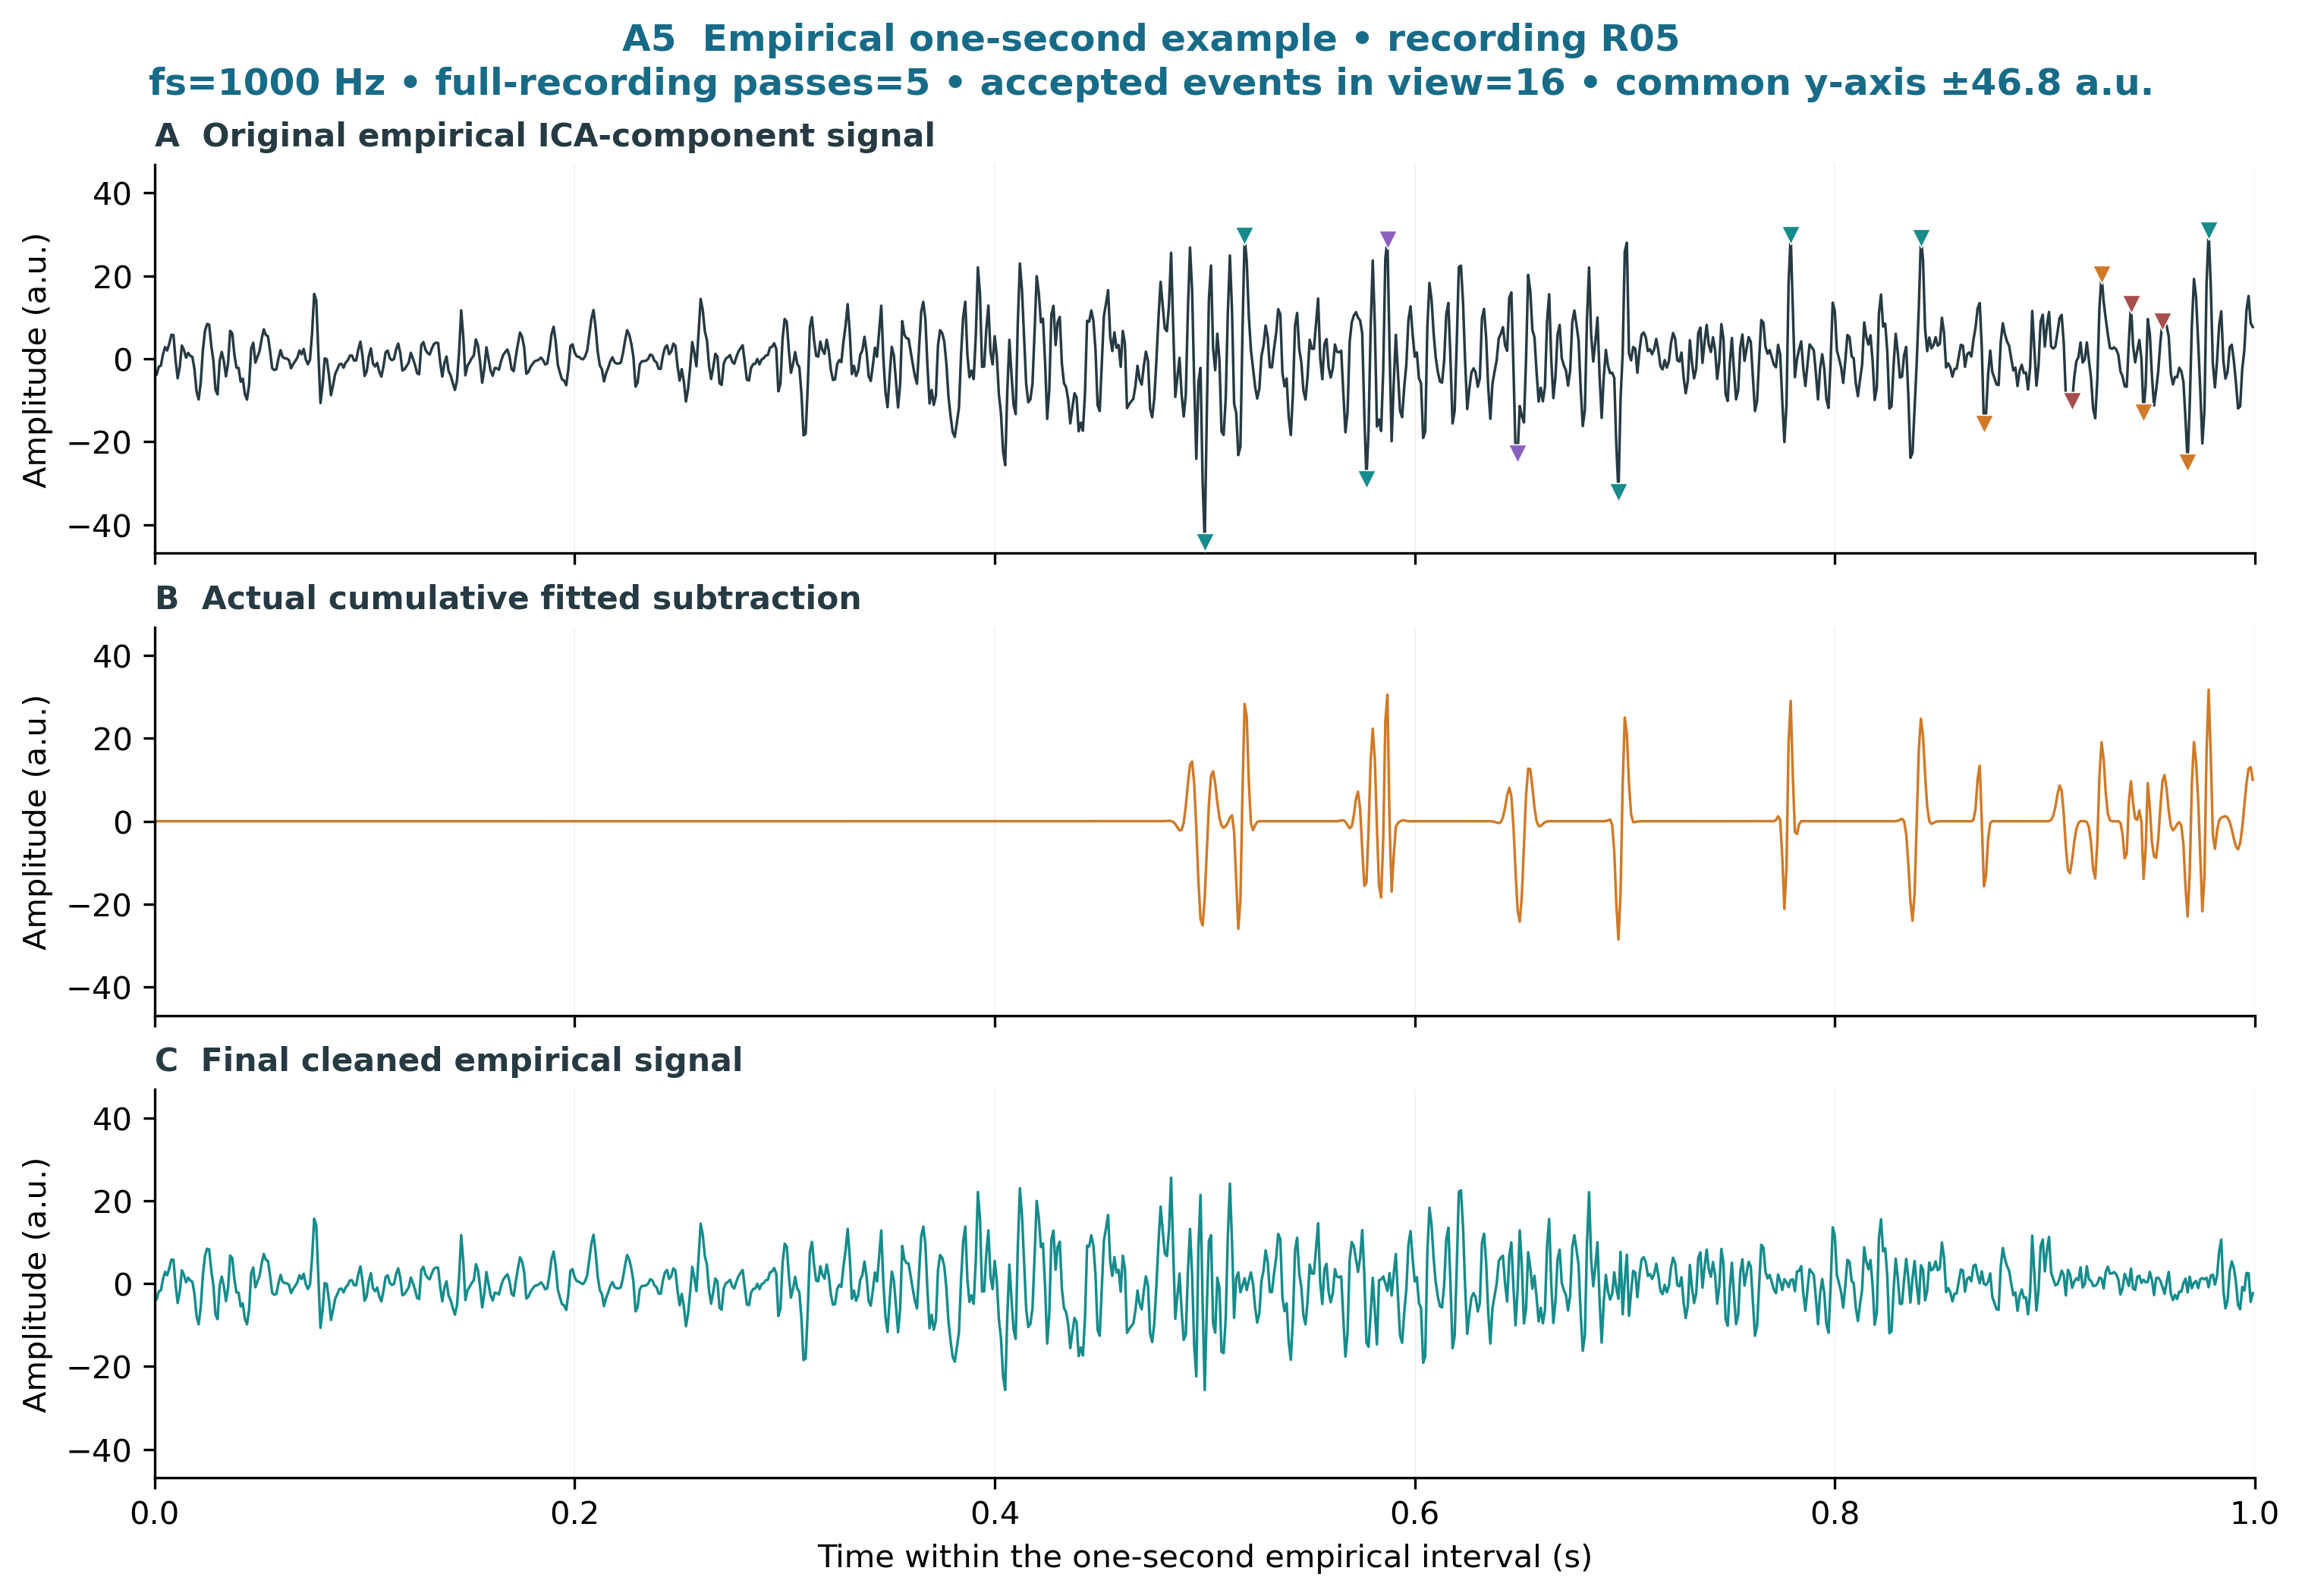 A5  Empirical one-second example • recording R05
fs=1000 Hz • full-recording passes=5 • accepted events in view=16 • common y-axis ±46.8 a.u.
A  Original empirical ICA-component signal
Amplitude (a.u.)
40
20
0
−20
−40
B  Actual cumulative fitted subtraction
Amplitude (a.u.)
40
20
0
−20
−40
C  Final cleaned empirical signal
Amplitude (a.u.)
40
20
0
−20
−40
0.0 0.2 0.4 0.6 0.8 1.0
Time within the one-second empirical interval (s)